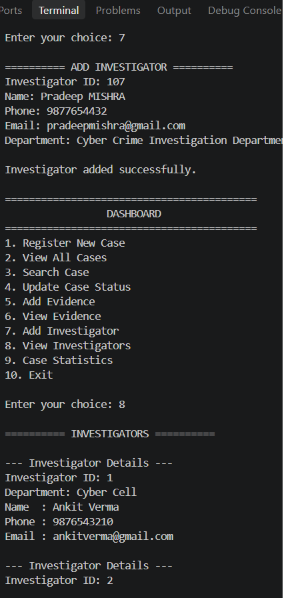 Ports Terminal Problems Output Debug Console
Enter your choice: 7
========== ADD INVESTIGATOR ==========
Investigator ID: 107
Name: Pradeep MISHRA
Phone: 9877654432
Email: pradeepmishra@gmail.com
Department: Cyber Crime Investigation Departmen
Investigator added successfully.
========================================
DASHBOARD
========================================
1. Register New Case
2. View All Cases
3. Search Case
4. Update Case Status
5. Add Evidence
6. View Evidence
7. Add Investigator
8. View Investigators
9. Case Statistics
10. Exit
Enter your choice: 8
========== INVESTIGATORS ==========
--- Investigator Details ---
Investigator ID: 1
Department: Cyber Cell
Name  : Ankit Verma
Phone : 9876543210
Email : ankitverma@gmail.com
--- Investigator Details ---
Investigator ID: 2